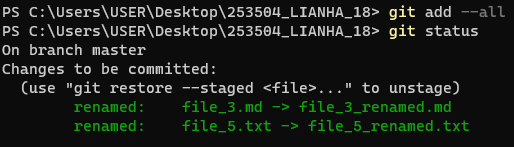 PS C:\Users\USER\Desktop\253504_LIANHA_18> git add --all
PS C:\Users\USER\Desktop\253504_LIANHA_18> git status
On branch master
Changes to be committed:
  (use "git restore --staged <file>..." to unstage)
        renamed:    file_3.md -> file_3_renamed.md
        renamed:    file_5.txt -> file_5_renamed.txt